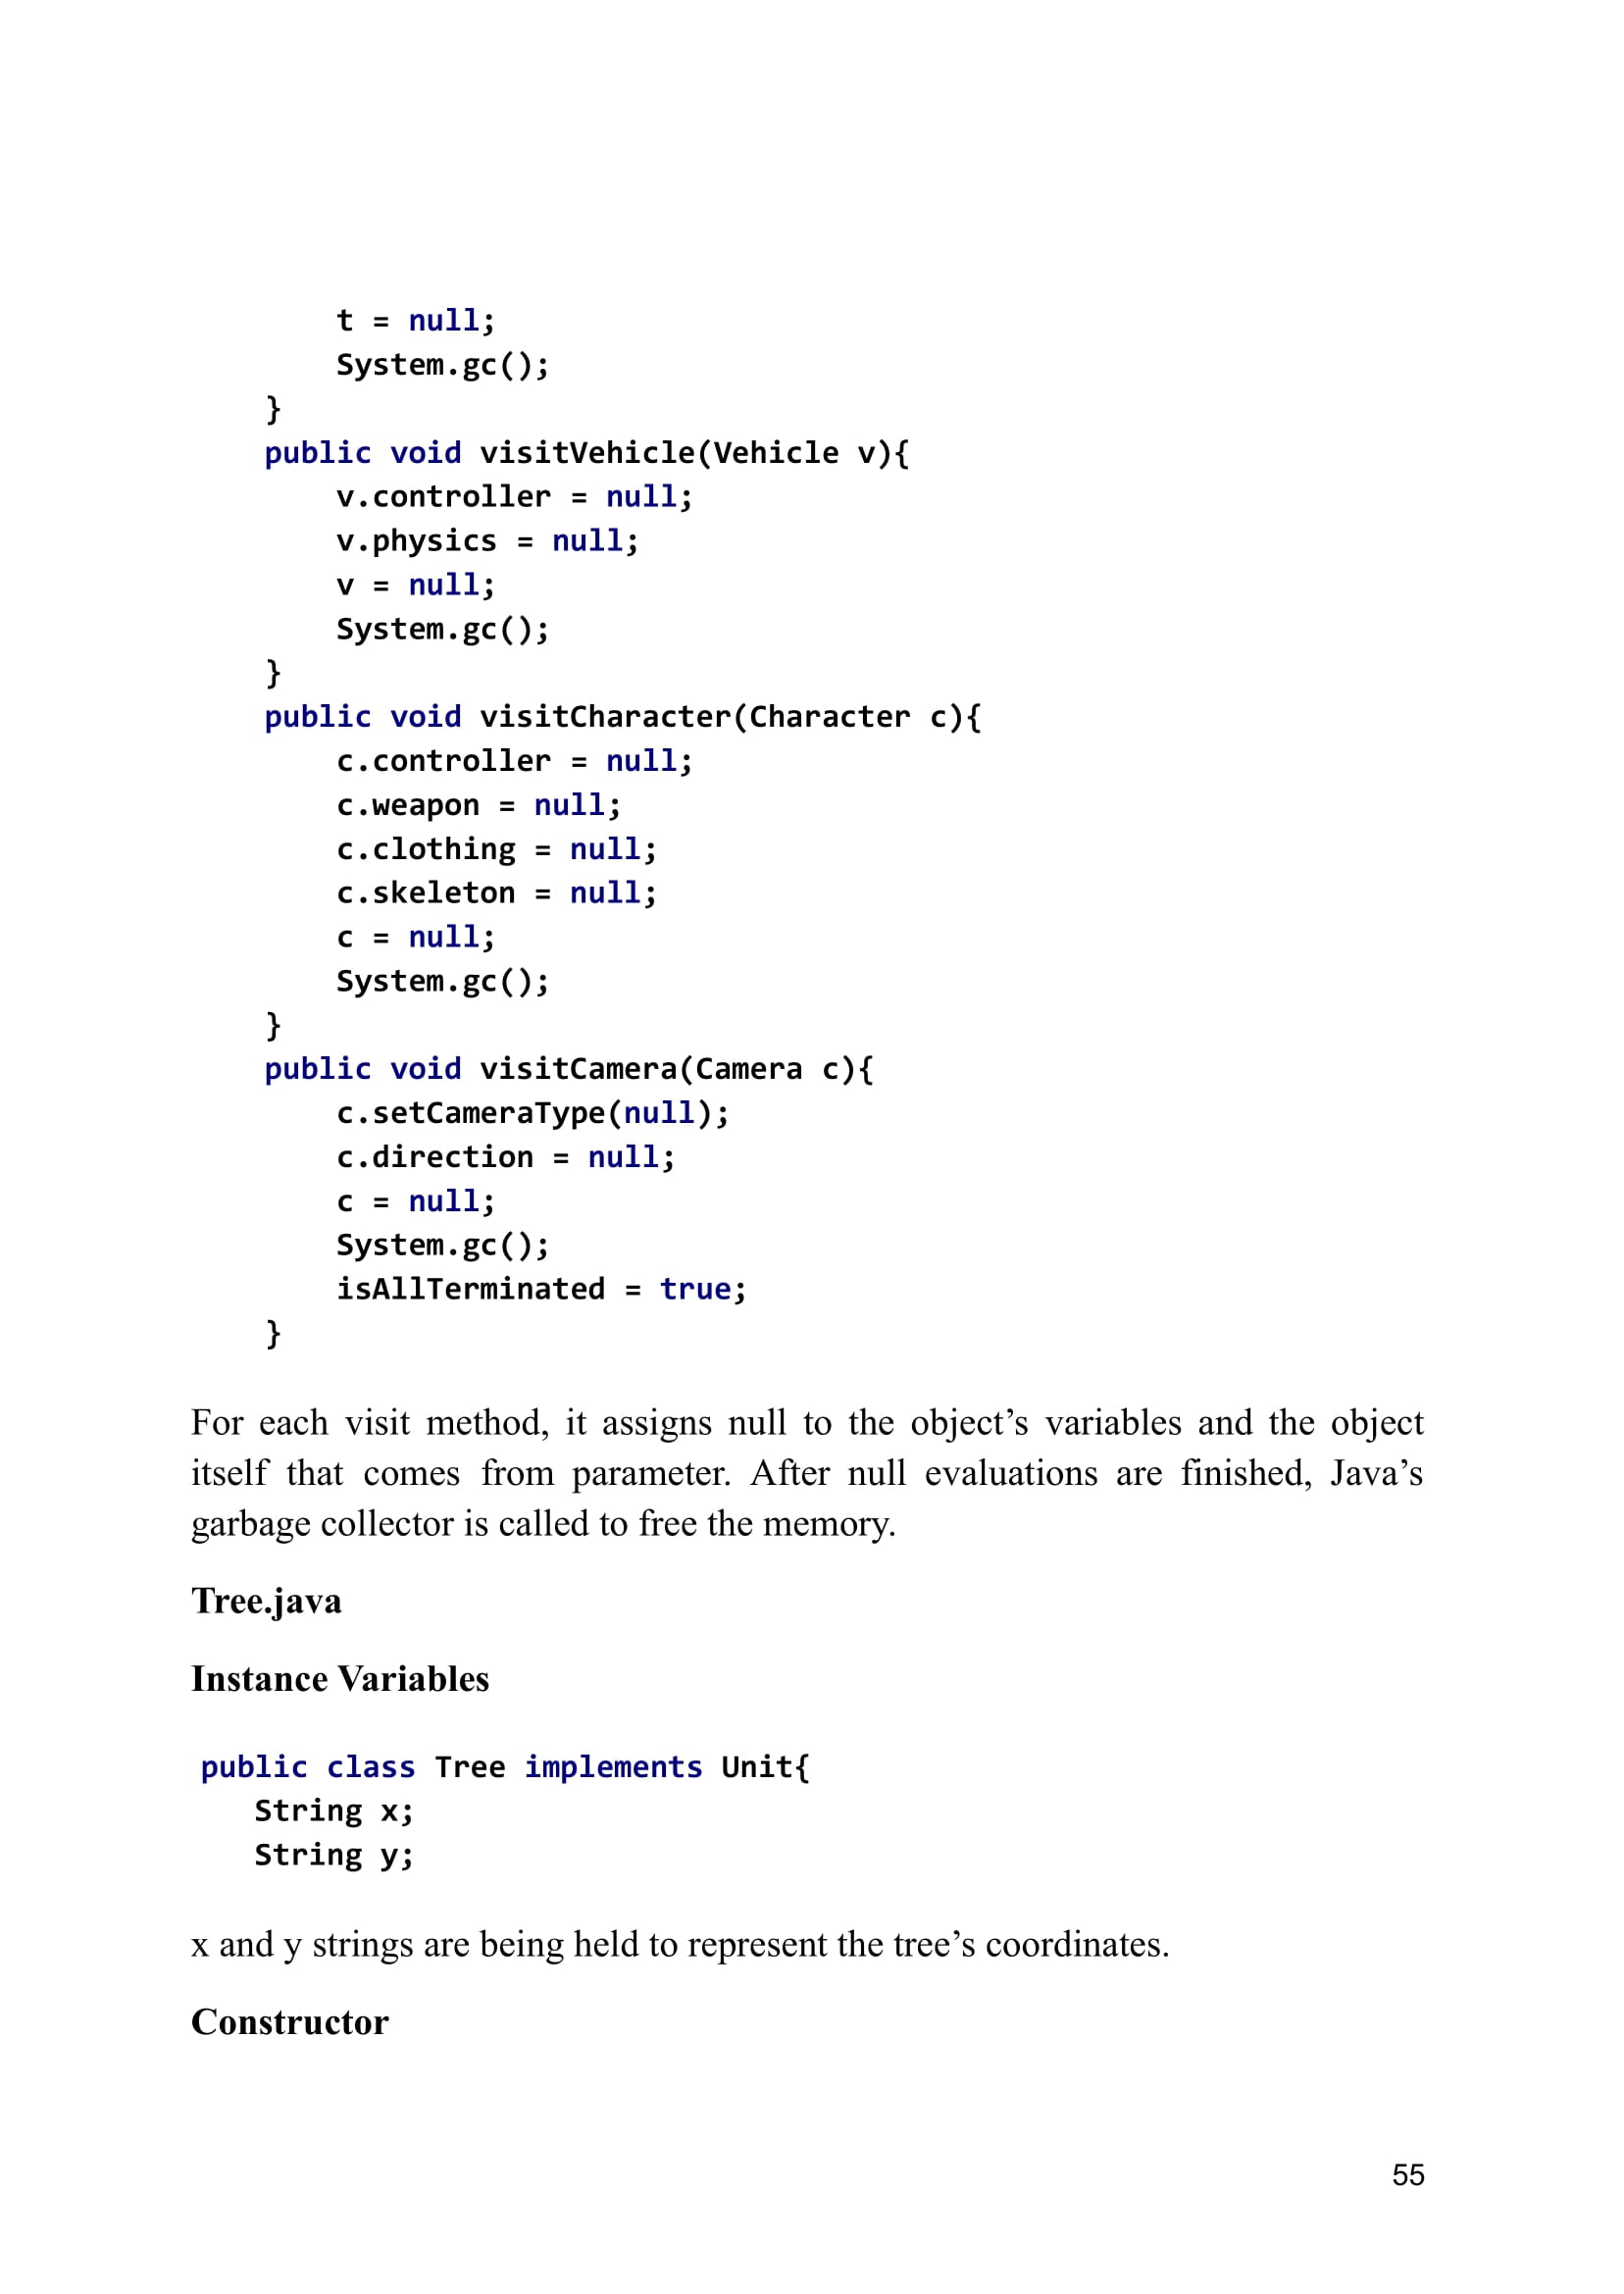 t = null;
System.gc();
}
public void visitVehicle(Vehicle v){
v.controller = null;
v.physics = null;
v = null;
System.gc();
}
public void visitCharacter(Character c){
c.controller = null;
c.weapon = null;
c.clothing = null;
c.skeleton = null;
c = null;
System.gc();
}
public void visitCamera(Camera c){
c.setCameraType(null);
c.direction = null;
c = null;
System.gc();
isAllTerminated = true;
}
For each visit method, it assigns null to the object’s variables and the object
itself that comes from parameter. After null evaluations are finished, Java’s
garbage collector is called to free the memory.
Tree.java
Instance Variables
public class Tree implements Unit{
String x;
String y;
x and y strings are being held to represent the tree’s coordinates.
Constructor
55